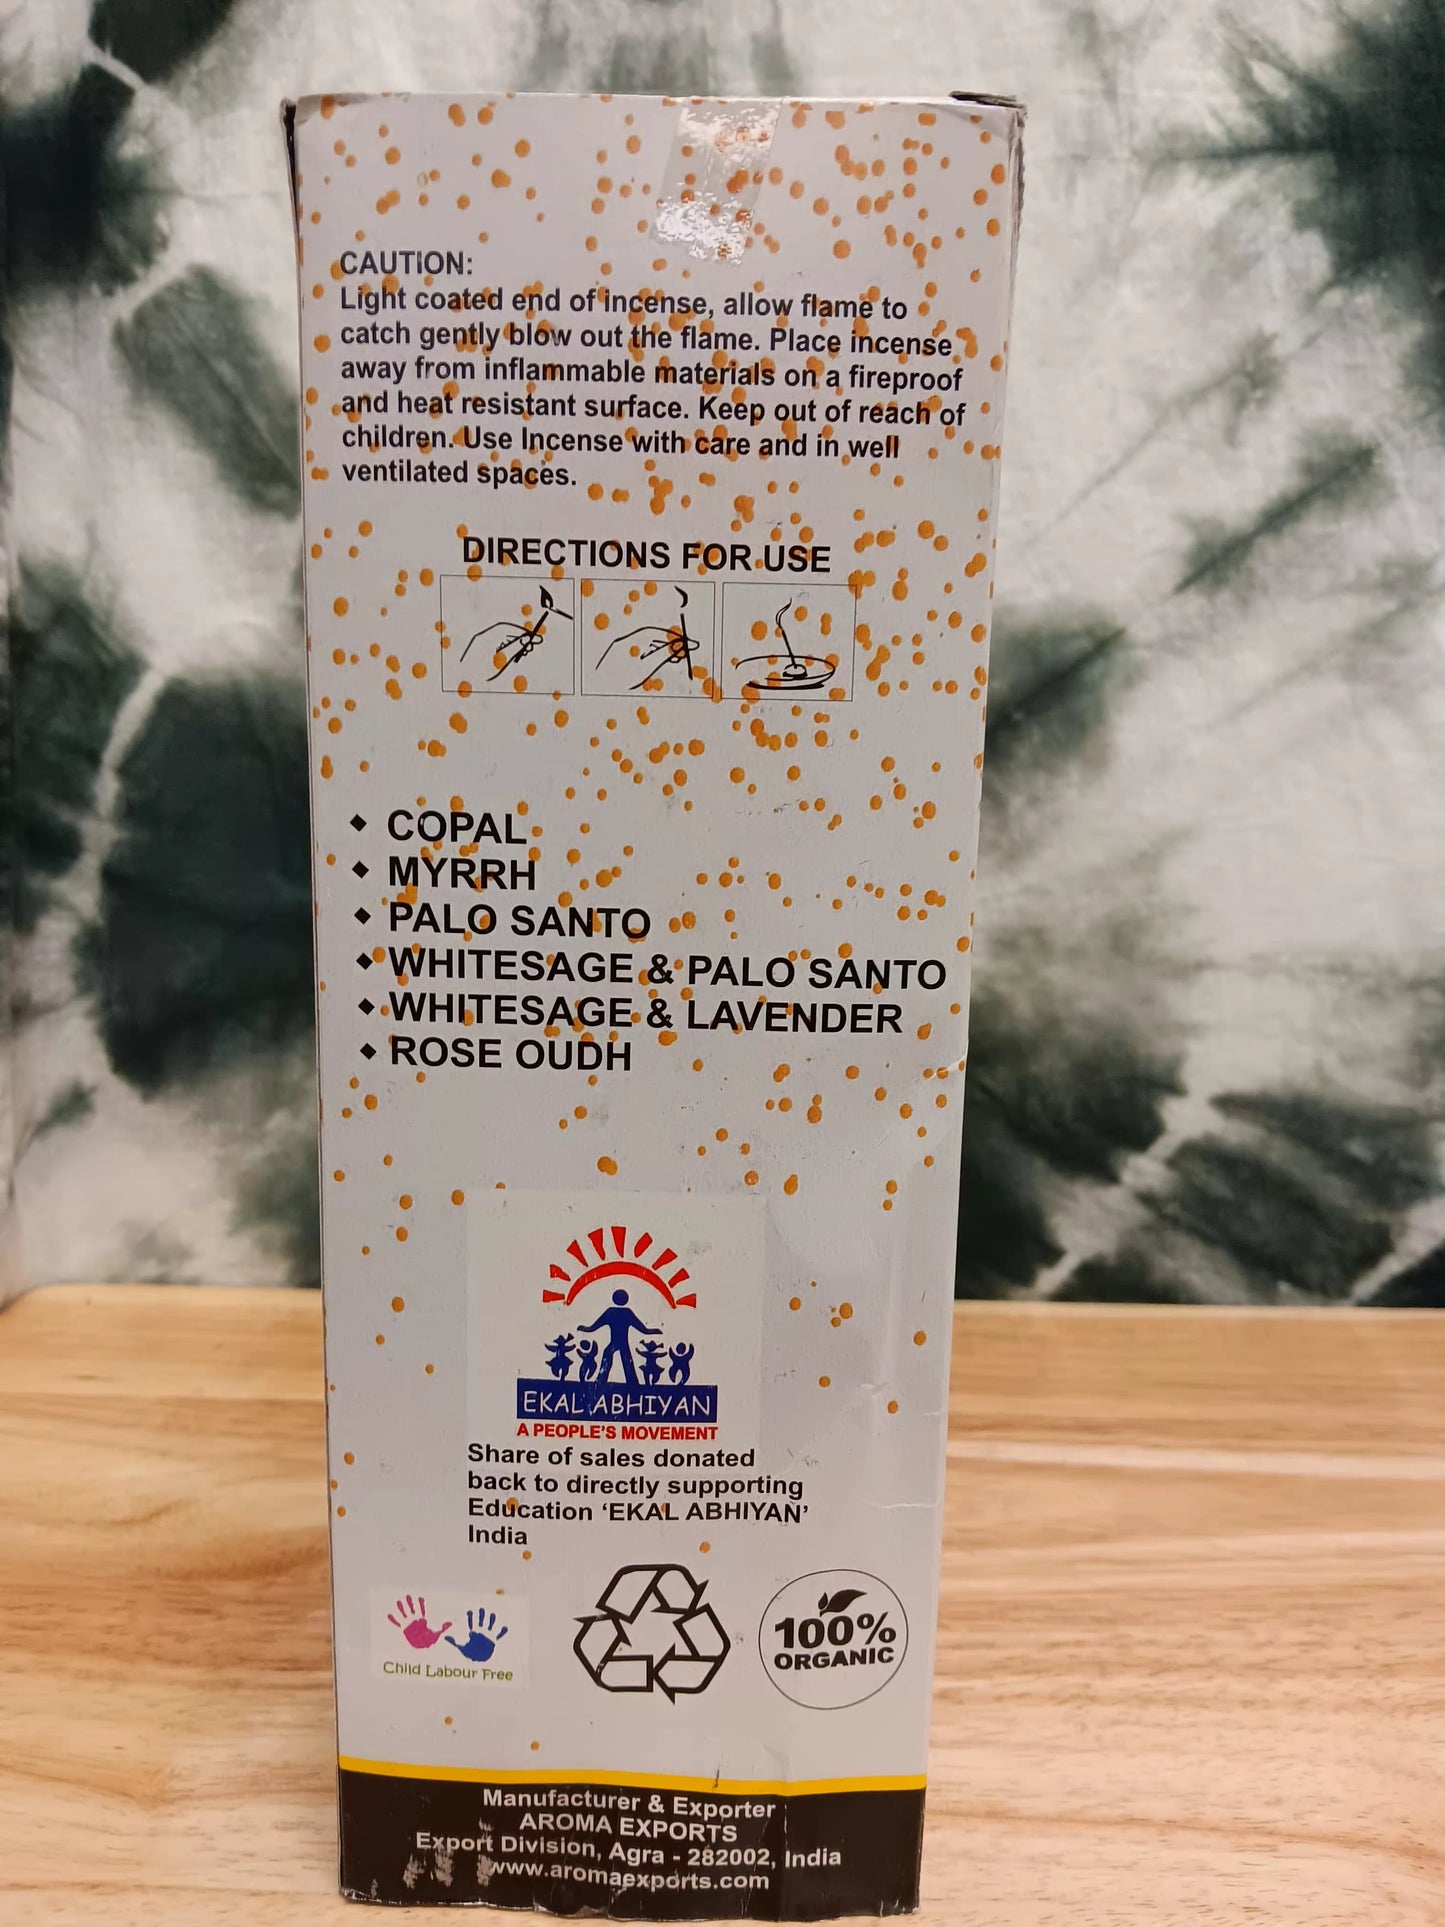 CAUTION:
Light coated end of incense, allow flame to
catch gently blow out the flame. Place incense
away from inflammable materials on a fireproof
and heat resistant surface. Keep out of reach of
children. Use Incense with care and in well
ventilated spaces.
DIRECTIONS FOR USE
◆ COPAL
◆ MYRRH
◆ PALO SANTO
◆ WHITESAGE & PALO SANTO
◆ WHITESAGE & LAVENDER
◆ ROSE OUDH
EKAL ABHIYAN
A PEOPLE'S MOVEMENT
Share of sales donated
back to directly supporting
Education ‘EKAL ABHIYAN’
India
Child Labour Free
100%
ORGANIC
Manufacturer & Exporter
AROMA EXPORTS
Export Division, Agra - 282002, India
www.aromaexports.com